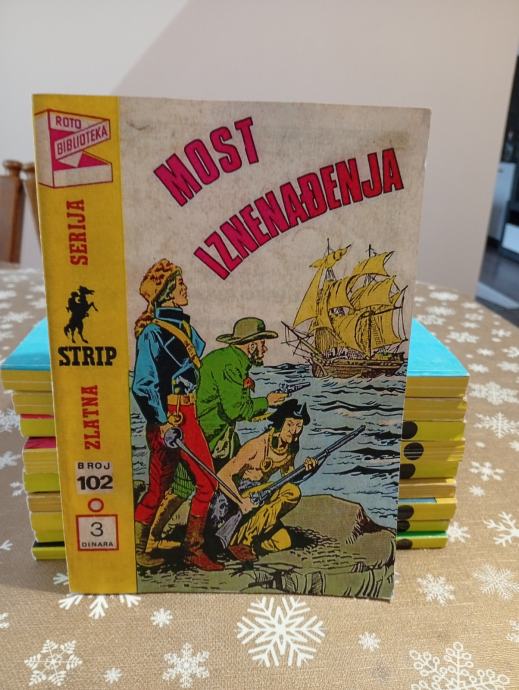 ROTO
BIBLIOTEKA
MOST
IZNENAĐENJA
ZLATNA SERIJA
STRIP
BROJ
102
3
DINARA